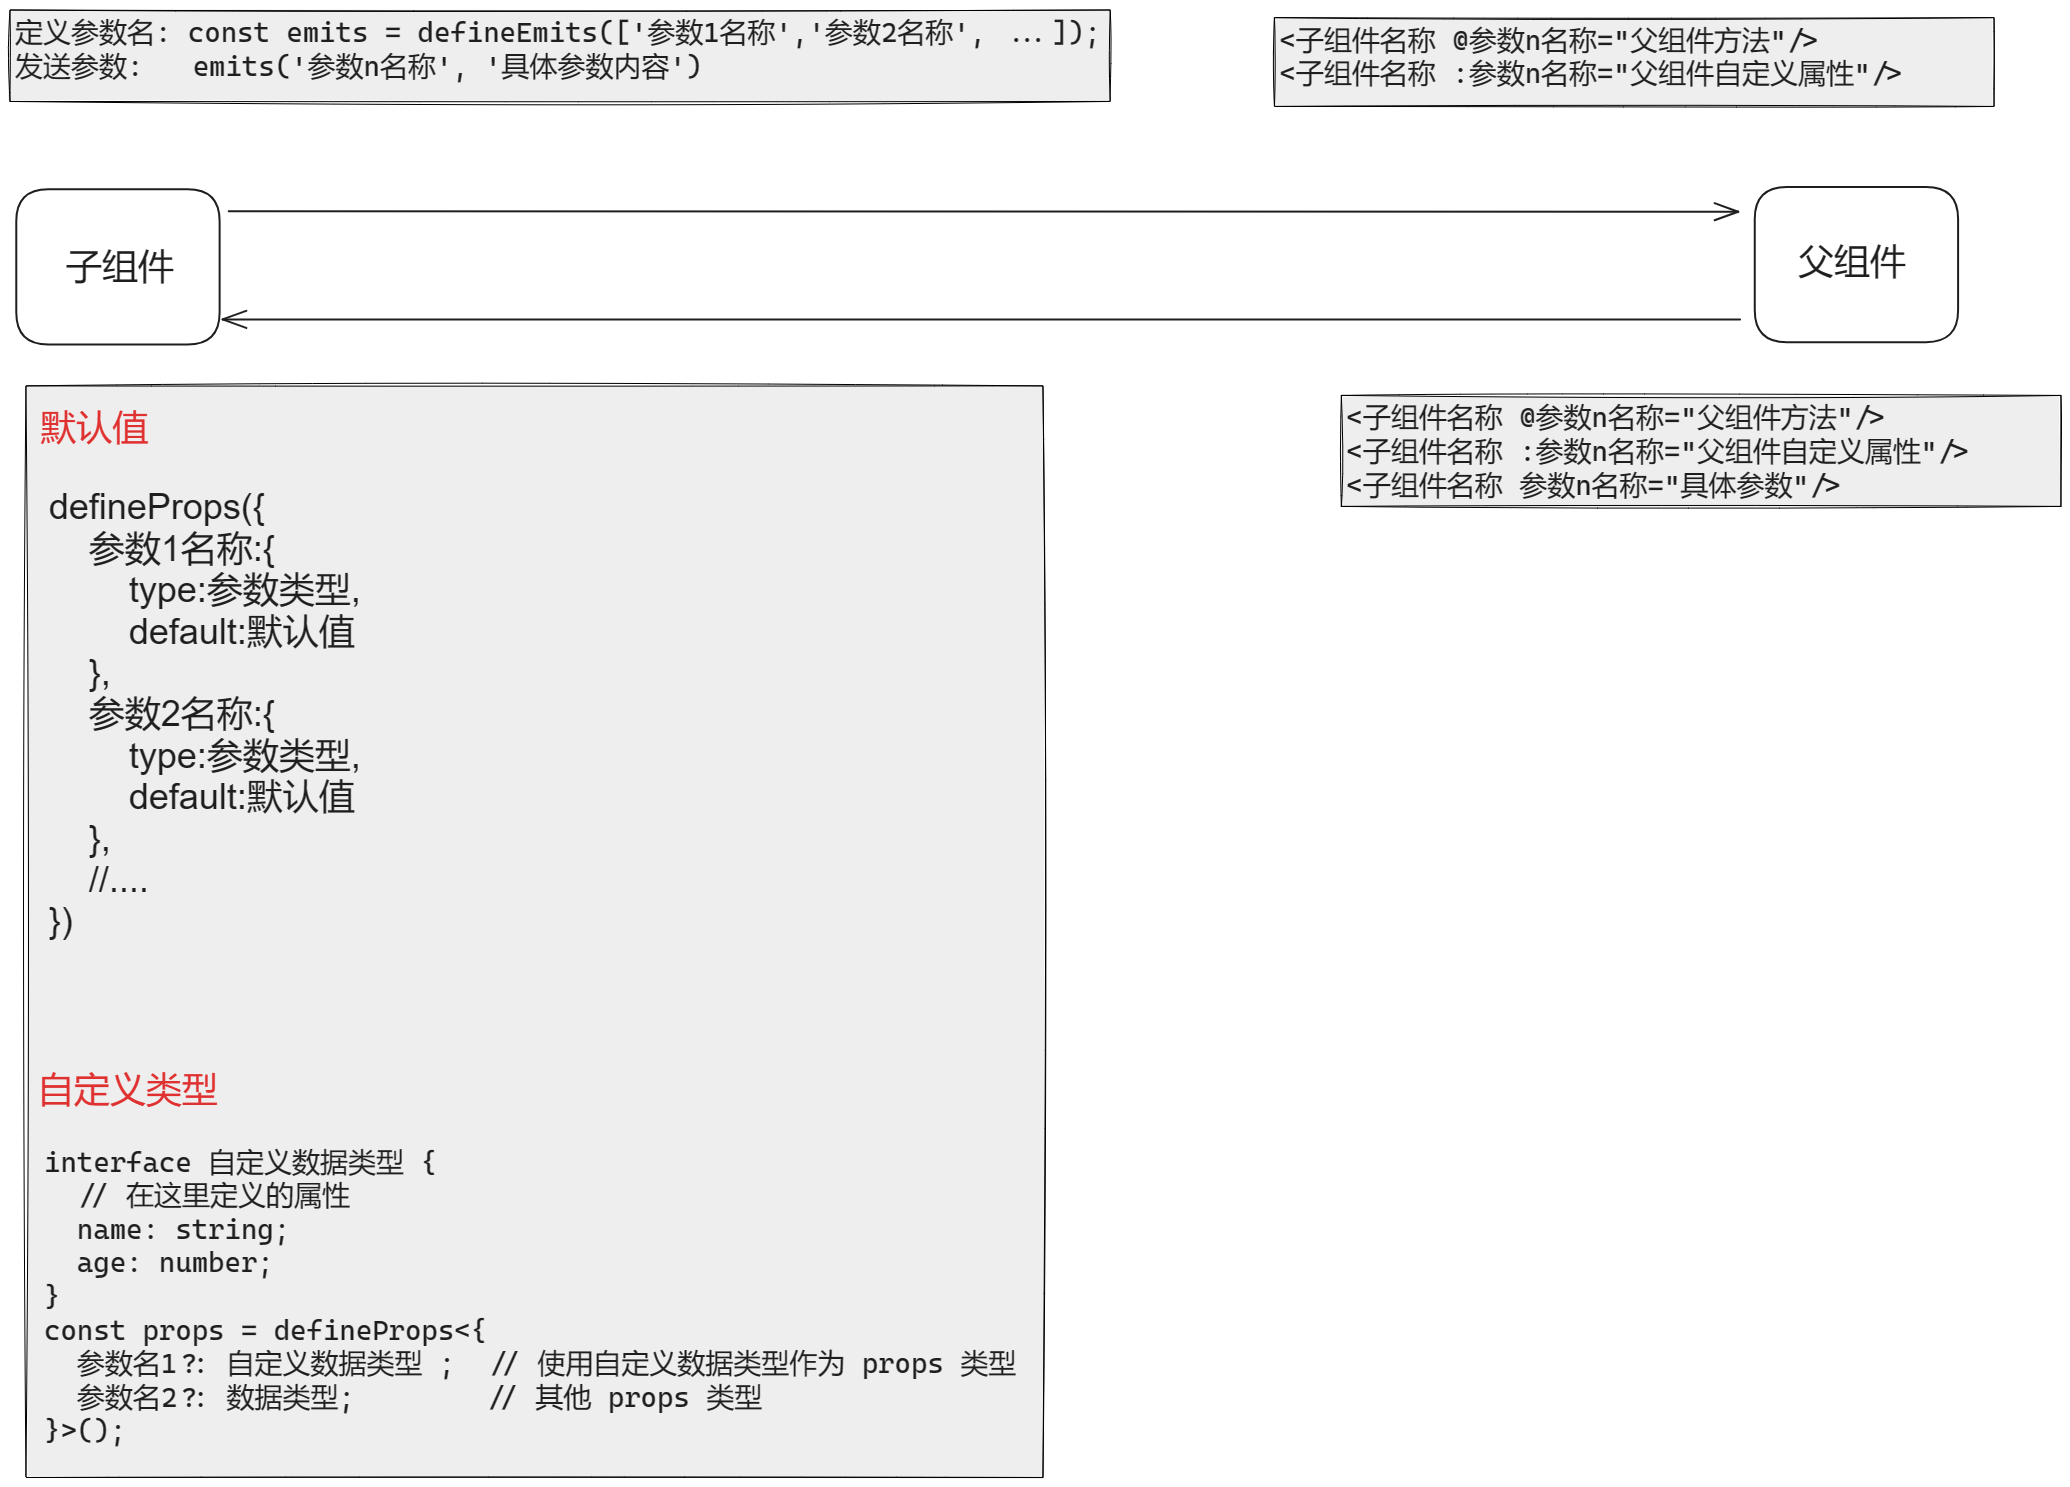 定义参数名: const emits = defineEmits(['参数1名称','参数2名称', ...]);
发送参数:   emits('参数n名称', '具体参数内容')
<子组件名称 @参数n名称="父组件方法"/>
<子组件名称 :参数n名称="父组件自定义属性"/>
子组件
父组件
默认值
defineProps({
    参数1名称:{
        type:参数类型,
        default:默认值
    },
    参数2名称:{
        type:参数类型,
        default:默认值
    },
    //....
})
自定义类型
interface 自定义数据类型 {
  // 在这里定义的属性
  name: string;
  age: number;
}
const props = defineProps<{
  参数名1?: 自定义数据类型 ;  // 使用自定义数据类型作为 props 类型
  参数名2?: 数据类型;        // 其他 props 类型
}>();
<子组件名称 @参数n名称="父组件方法"/>
<子组件名称 :参数n名称="父组件自定义属性"/>
<子组件名称 参数n名称="具体参数"/>